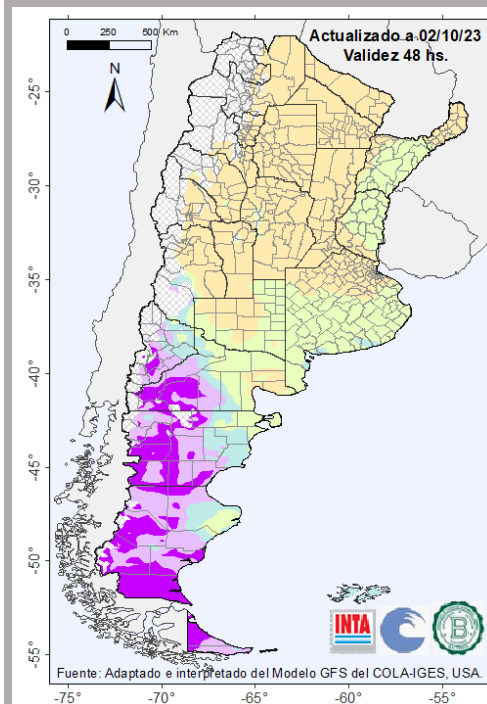 Actualizado a 02/10/23
Validez 48 hs.
0 250 500 Km
N
-25°
-30°
-35°
-40°
-45°
-50°
-55°
INTA
B
Fuente: Adaptado e interpretado del Modelo GFS del COLA-IGES, USA.
-75 -70 -65 -60 -55